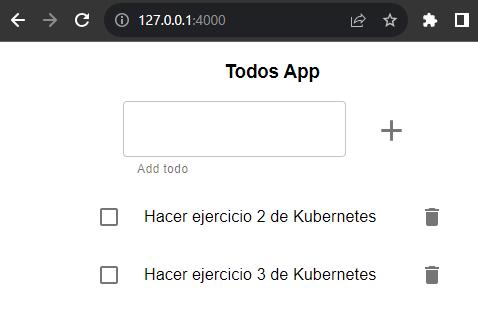 127.0.0.1:4000
Todos App
Add todo
Hacer ejercicio 2 de Kubernetes
Hacer ejercicio 3 de Kubernetes